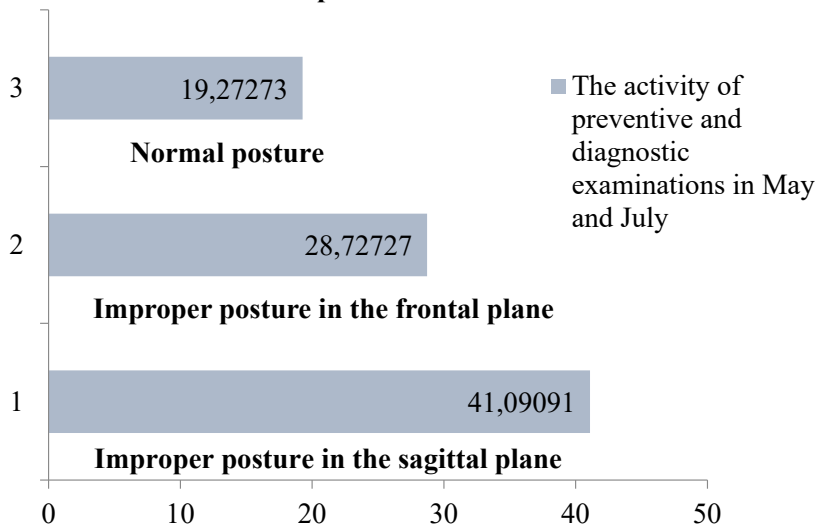 3
19,27273
Normal posture
2
28,72727
Improper posture in the frontal plane
1
41,09091
Improper posture in the sagittal plane
0 10 20 30 40 50
The activity of
preventive and
diagnostic
examinations in May
and July